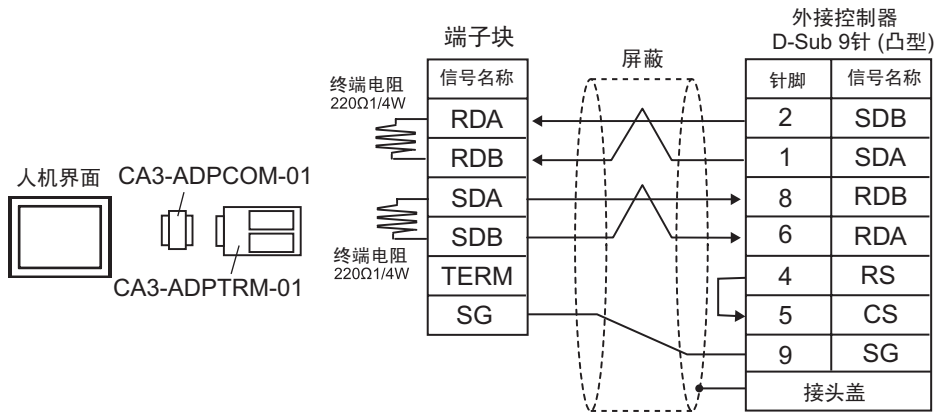 外接控制器
D-Sub 9针 (凸型)
端子块
屏蔽
信号名称
针脚 信号名称
终端电阻
220Ω1/4W
RDA
2 SDB
RDB
1 SDA
人机界面
CA3-ADPCOM-01
SDA
8 RDB
SDB
6 RDA
终端电阻
220Ω1/4W
CA3-ADPTRM-01
TERM
4 RS
SG
5 CS
9 SG
接头盖